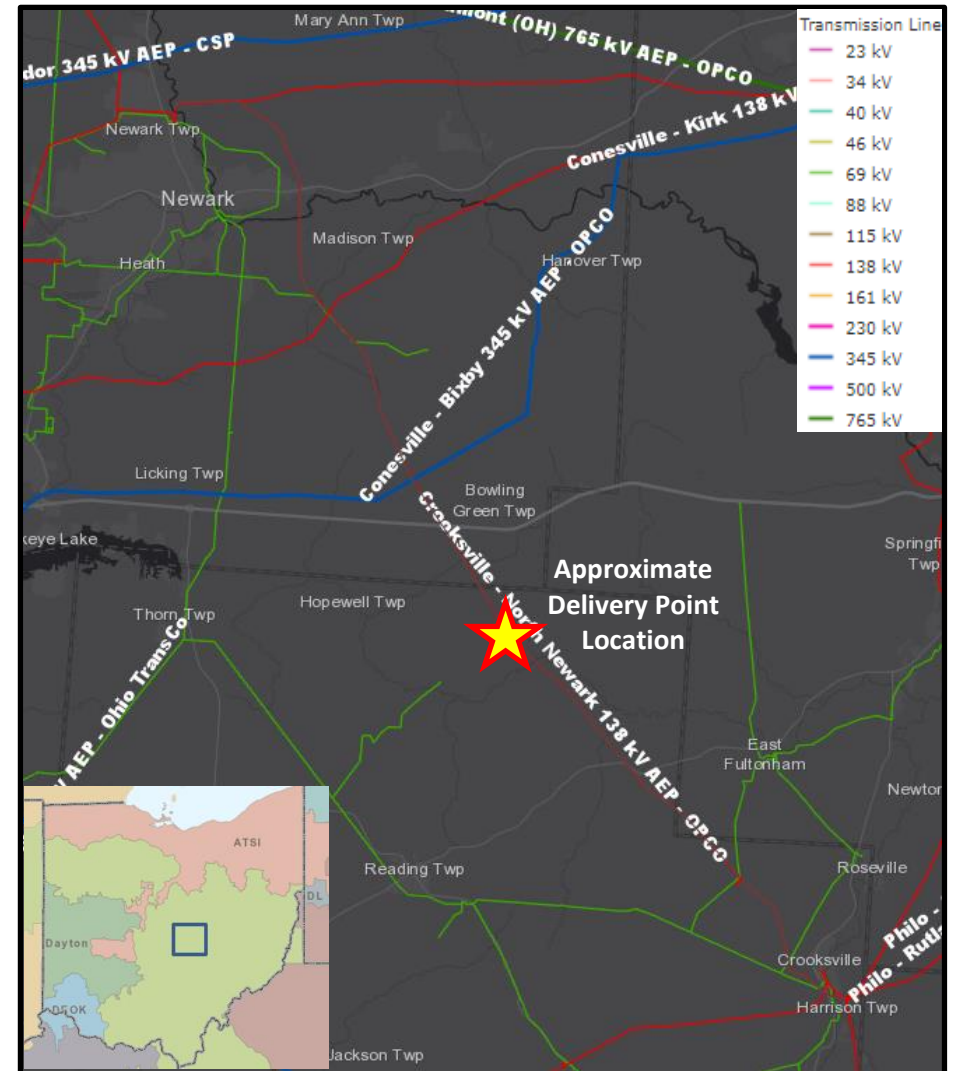 Mary Ann Twp
mont (OH) 765 kV AEP - OPCO
dor 345 kV AEP - CSP
Transmission Line
23 kV
34 kV
40 kV
46 kV
69 kV
88 kV
115 kV
138 kV
161 kV
230 kV
345 kV
500 kV
765 kV
Newark Twp
Conesville - Kirk 138 kV
Newark
Madison Twp
Heath
Hanover Twp
Conesville - Bixby 345 kV AEP - OPCO
Licking Twp
Bowling
Green Twp
keye Lake
Springfi
Twp
Crooksville - North Newark 138 kV AEP - OPCO
Approximate
Delivery Point
Location
Hopewell Twp
Thorn Twp
V AEP - Ohio TransCo
East
Fultonham
Newton
ATSI
DL
Dayton
DEOK
Reading Twp
Roseville
Philo -
Philo - Rutla
Crooksville
Harrison Twp
Jackson Twp